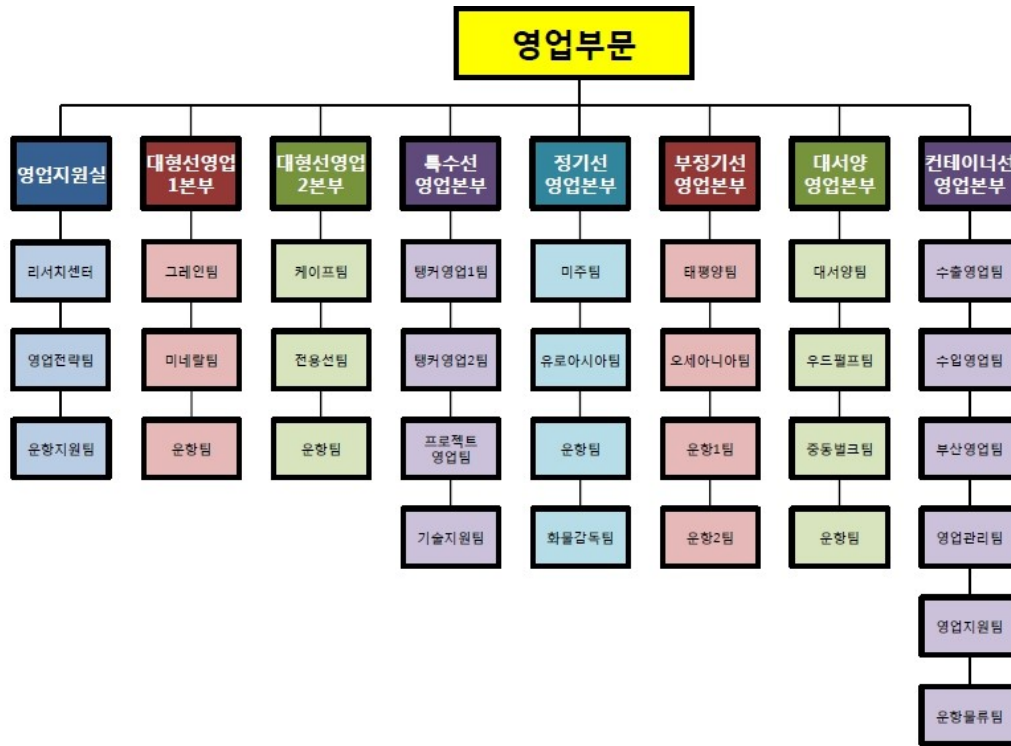 영업부문
영업지원실
대형선영업
1본부
대형선영업
2본부
특수선
영업본부
정기선
영업본부
부정기선
영업본부
대서양
영업본부
컨테이너선
영업본부
리서치센터
그레인팀
케이프팀
탱커영업1팀
미주팀
태평양팀
대서양팀
수출영업팀
영업전략팀
미네랄팀
전용선팀
탱커영업2팀
유로아시아팀
오세아니아팀
우드펄프팀
수입영업팀
운항지원팀
운항팀
운항팀
프로젝트
영업팀
운항팀
운항1팀
중동벌크팀
부산영업팀
기술지원팀
화물감독팀
운항2팀
운항팀
영업관리팀
영업지원팀
운항물류팀